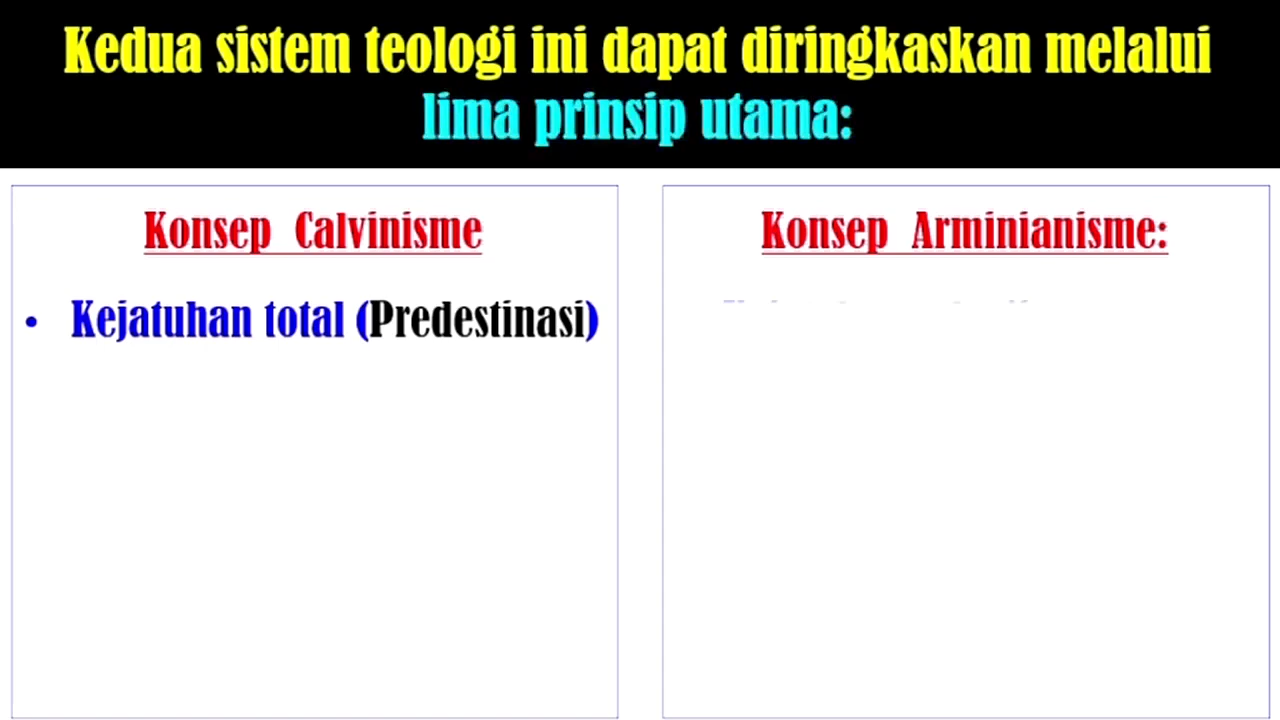 Kedua sistem teologi ini dapat diringkaskan melalui
lima prinsip utama:
Konsep Calvinisme
• Kejatuhan total (Predestinasi)
Konsep Arminianisme: